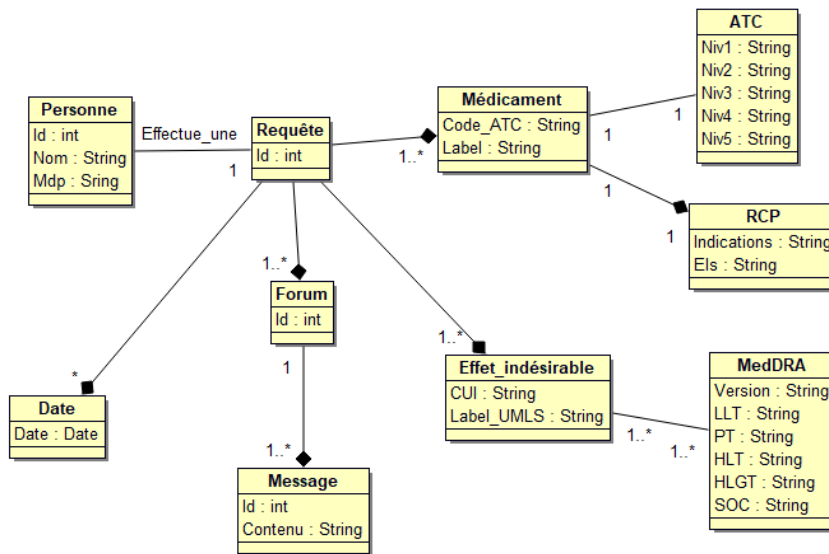 Personne
Id : int
Nom : String
Mdp : Sring
Effectue_une
1
Requête
Id : int
1..*
Médicament
Code_ATC : String
Label : String
1
1
ATC
Niv1 : String
Niv2 : String
Niv3 : String
Niv4 : String
Niv5 : String
1
1
RCP
Indications : String
EIs : String
1..*
Forum
Id : int
1
*
Date
Date : Date
1..*
Message
Id : int
Contenu : String
1..*
Effet_indésirable
CUI : String
Label_UMLS : String
1..*
1..*
MedDRA
Version : String
LLT : String
PT : String
HLT : String
HLGT : String
SOC : String